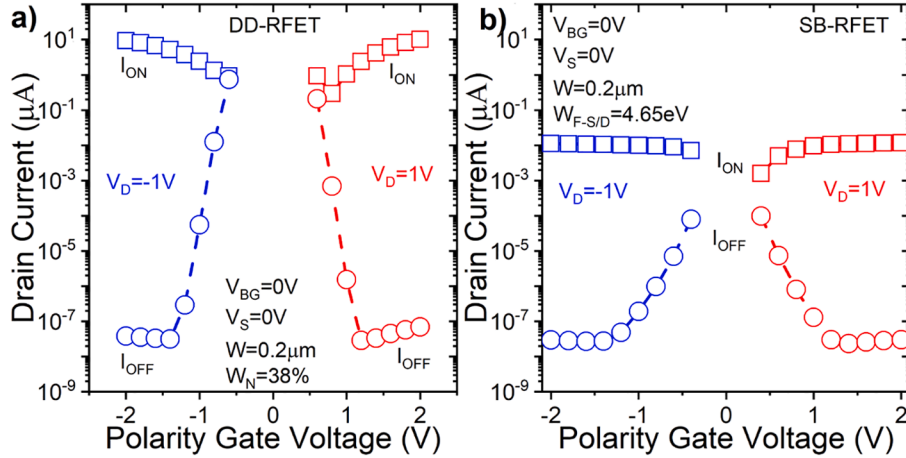 a)
DD-RFET
Drain Current (μA)
10¹
10⁻¹
10⁻³
10⁻⁵
10⁻⁷
10⁻⁹
I_ON
I_ON
V_D=-1V
V_D=1V
V_BG=0V
V_S=0V
W=0.2μm
W_N=38%
I_OFF
I_OFF
-2 -1 0 1 2
Polarity Gate Voltage (V)
b)
SB-RFET
Drain Current (μA)
10¹
10⁻¹
10⁻³
10⁻⁵
10⁻⁷
10⁻⁹
V_BG=0V
V_S=0V
W=0.2μm
W_F-S/D=4.65eV
I_ON
V_D=-1V
V_D=1V
I_OFF
-2 -1 0 1 2
Polarity Gate Voltage (V)